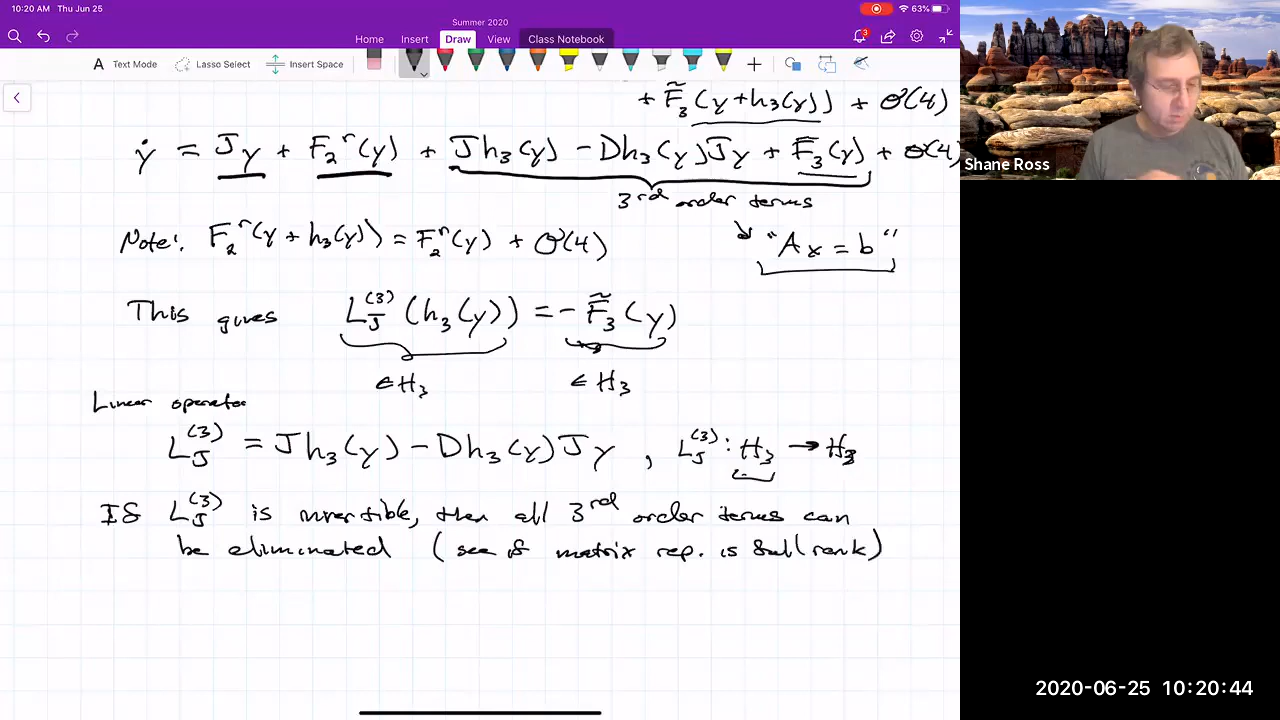 10:20 AM Thu Jun 25
63%
Summer 2020
Home Insert Draw View Class Notebook
3
A Text Mode Lasso Select Insert Space
+ F̃₃(y+h₃(y)) + O(4)
ẏ = Jy + F₂ʳ(y) + Jh₃(y) − Dh₃(y)Jy + F̃₃(y) + O(4)
3rd order terms
Note: F₂ʳ(y + h₃(y)) = F₂ʳ(y) + O(4)
"Ax = b"
This gives L_J^(3) (h₃(y)) = − F̃₃(y)
∈H₃ ∈ H₃
Linear operator
L_J^(3) = Jh₃(y) − Dh₃(y)Jy , L_J^(3) : H₃ → H₃
If L_J^(3) is invertible, then all 3rd order terms can
be eliminated (see if matrix rep. is full rank)
Shane Ross
2020-06-25 10:20:44